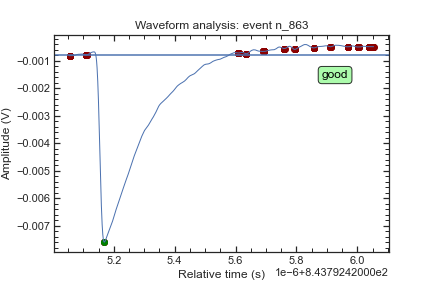 Waveform analysis: event n_863
−0.001
−0.002
−0.003
−0.004
−0.005
−0.006
−0.007
Amplitude (V)
good
5.2
5.4
5.6
5.8
6.0
Relative time (s)
1e−6+8.4379242000e2